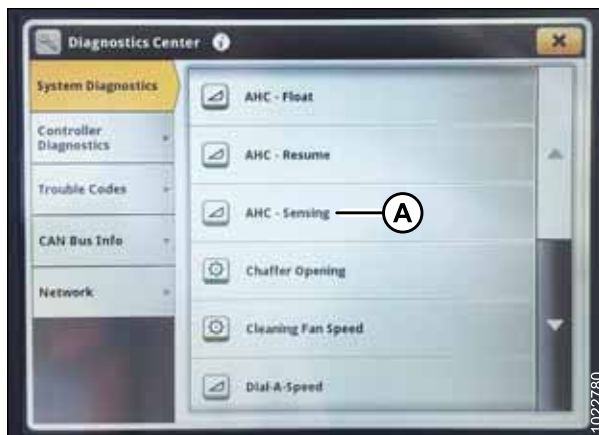 Diagnostics Center
System Diagnostics
Controller
Diagnostics
Trouble Codes
CAN Bus Info
Network
AHC - Float
AHC - Resume
AHC - Sensing
A
Chaffer Opening
Cleaning Fan Speed
Dial-A-Speed
1022780